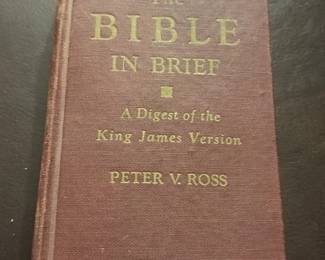 The
BIBLE
IN BRIEF
A Digest of the
King James Version
PETER V. ROSS